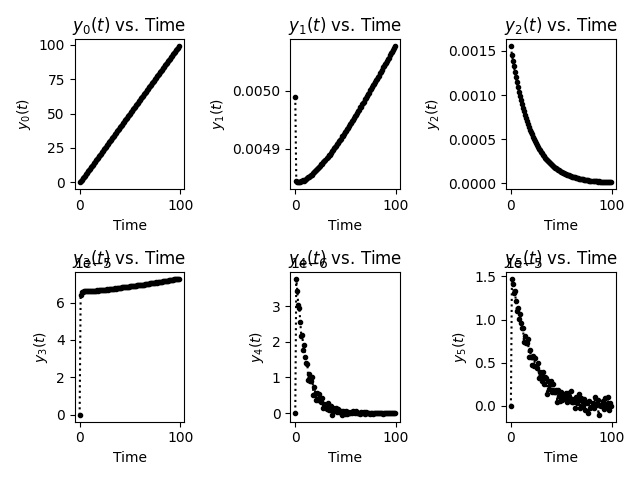 y₀(t) vs. Time
y₁(t) vs. Time
y₂(t) vs. Time
y₀(t)
100
75
50
25
0
0
100
Time
y₁(t)
0.0050
0.0049
0
100
Time
y₂(t)
0.0015
0.0010
0.0005
0.0000
0
100
Time
y₃(t) vs. Time
1e−5
y₄(t) vs. Time
1e−6
y₅(t) vs. Time
1e−5
y₃(t)
6
4
2
0
0
100
Time
y₄(t)
3
2
1
0
0
100
Time
y₅(t)
1.5
1.0
0.5
0.0
0
100
Time